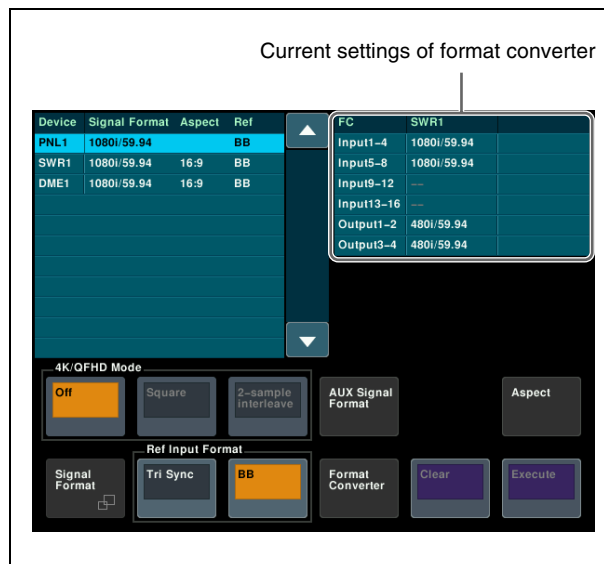 Current settings of format converter
Device Signal Format Aspect Ref
PNL1 1080i/59.94 BB
SWR1 1080i/59.94 16:9 BB
DME1 1080i/59.94 16:9 BB
FC SWR1
Input1-4 1080i/59.94
Input5-8 1080i/59.94
Input9-12 --
Input13-16 --
Output1-2 480i/59.94
Output3-4 480i/59.94
4K/QFHD Mode
Off
Square
2-sample
interleave
AUX Signal
Format
Aspect
Ref Input Format
Signal
Format
Tri Sync
BB
Format
Converter
Clear
Execute